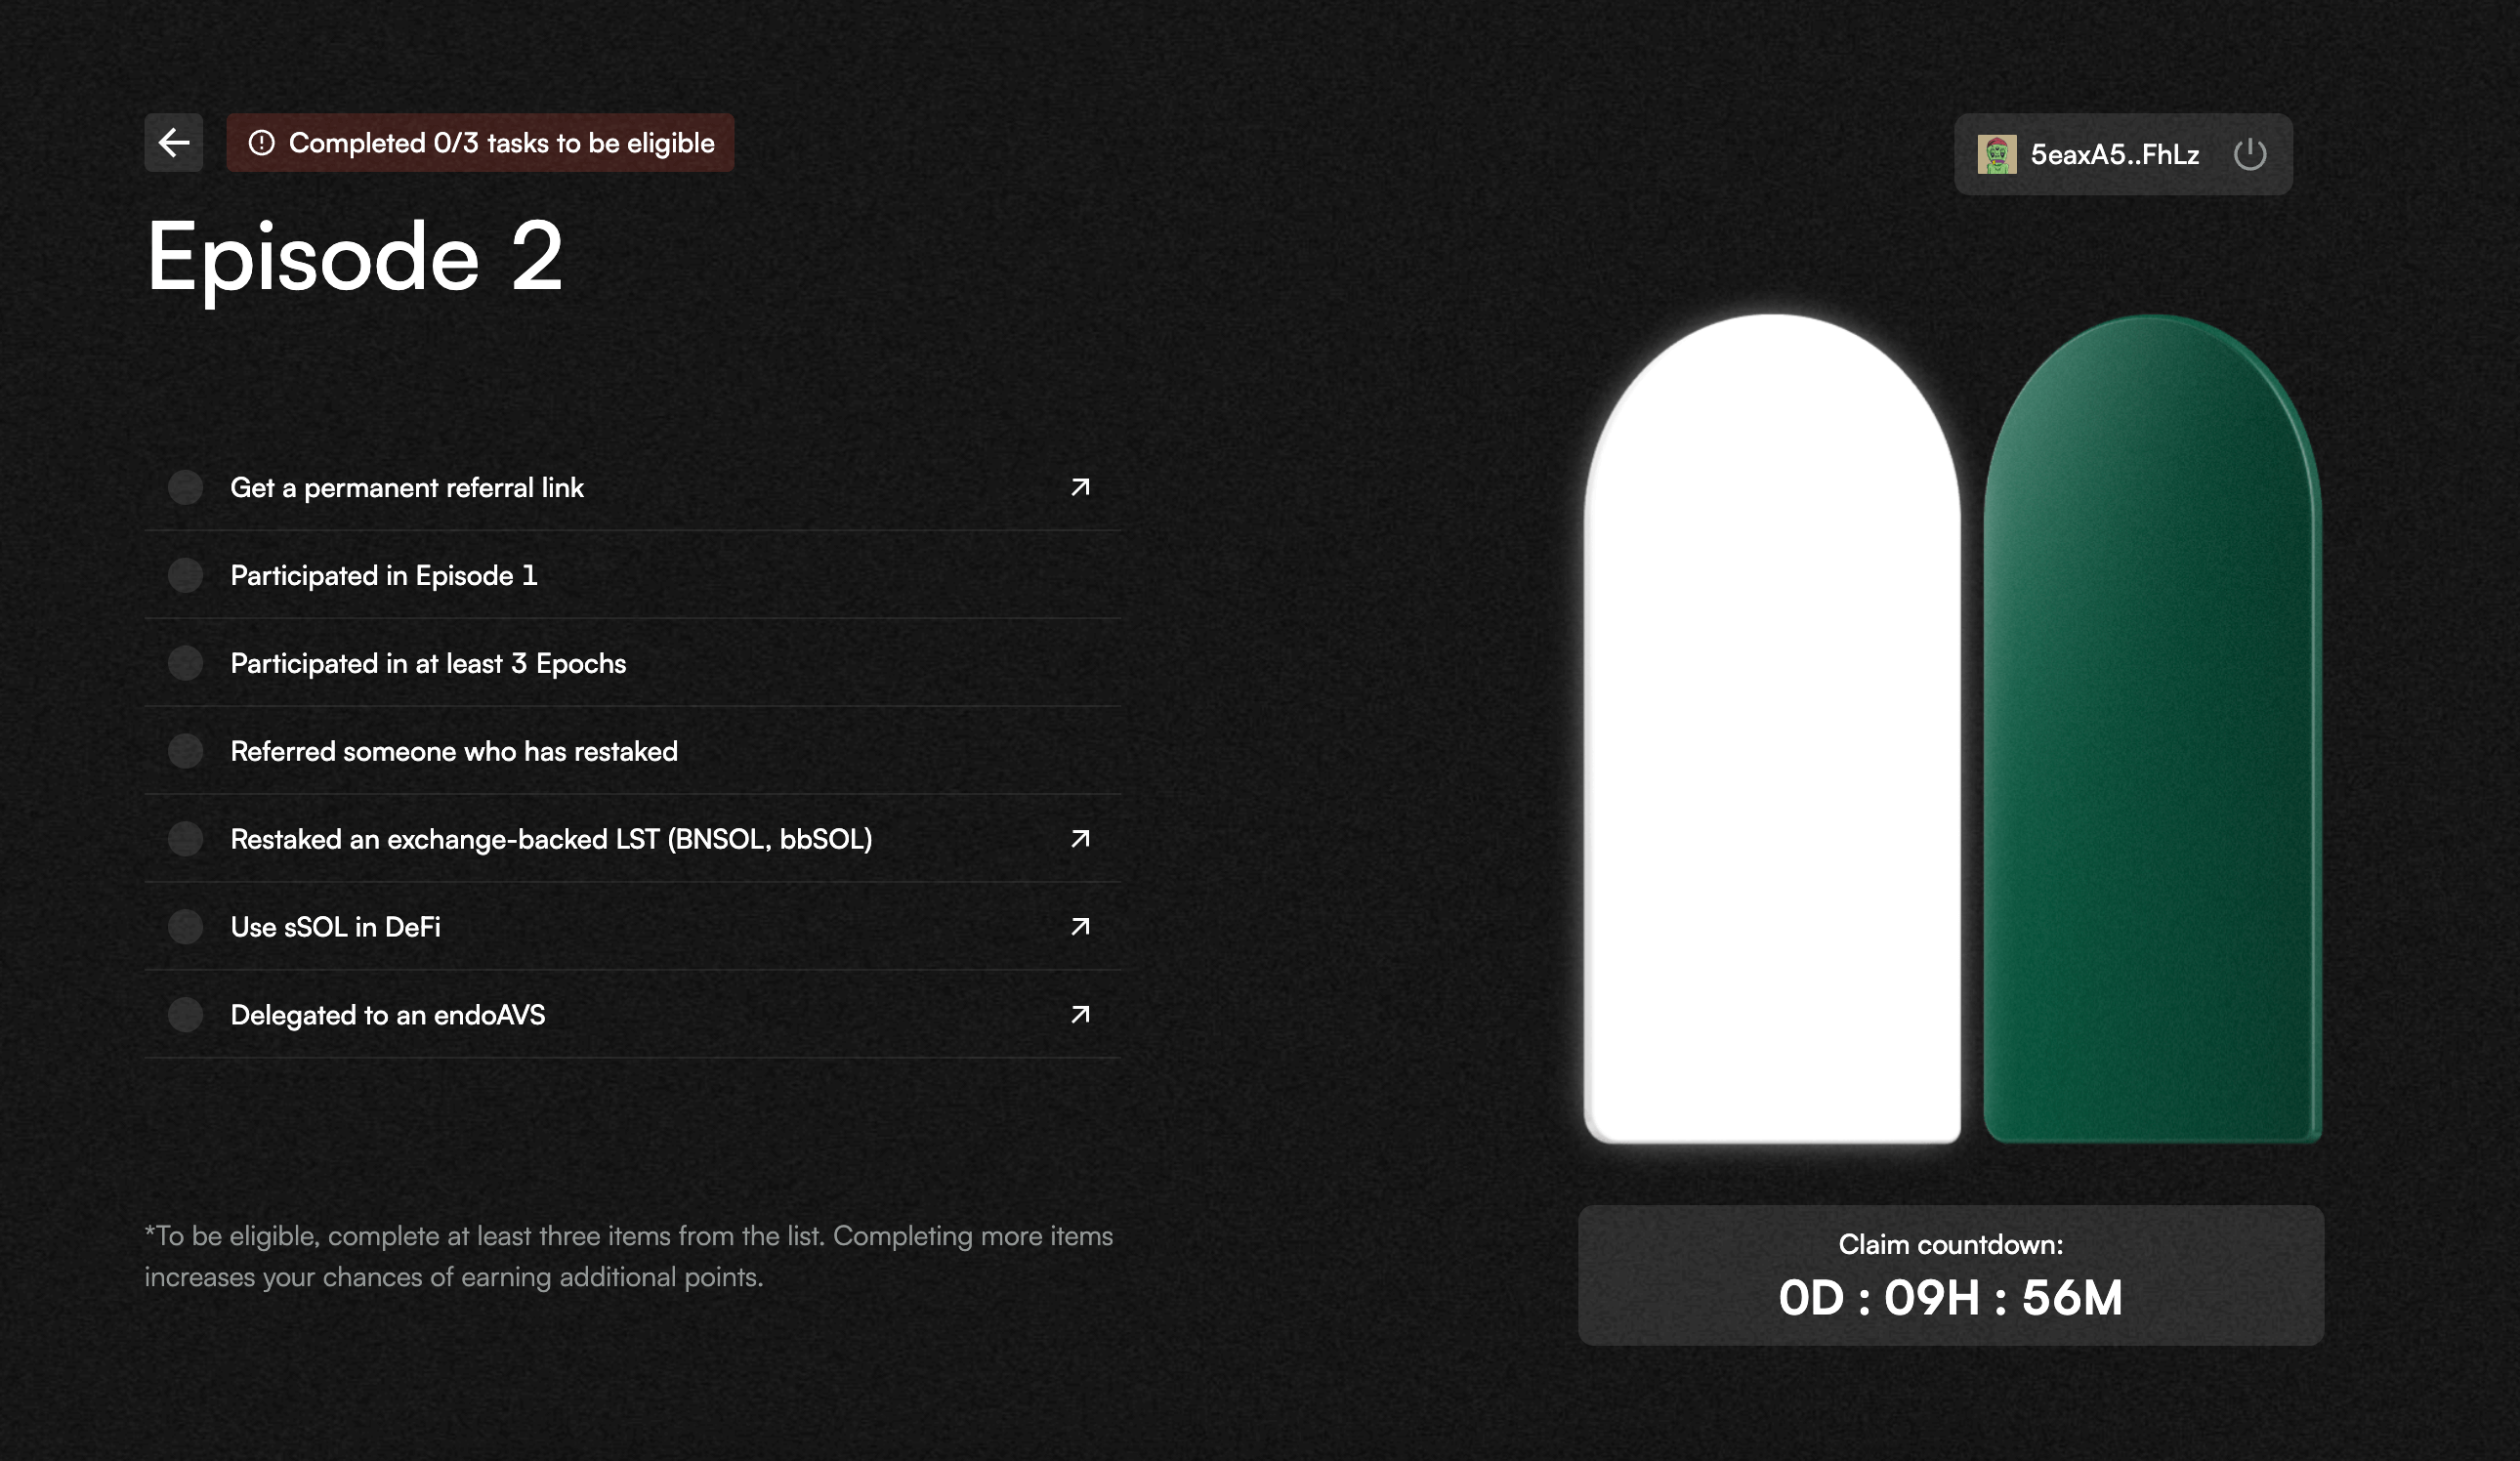 Completed 0/3 tasks to be eligible
5eaxA5..FhLz
Episode 2
Get a permanent referral link
Participated in Episode 1
Participated in at least 3 Epochs
Referred someone who has restaked
Restaked an exchange-backed LST (BNSOL, bbSOL)
Use sSOL in DeFi
Delegated to an endoAVS
*To be eligible, complete at least three items from the list. Completing more items
increases your chances of earning additional points.
Claim countdown:
0D : 09H : 56M